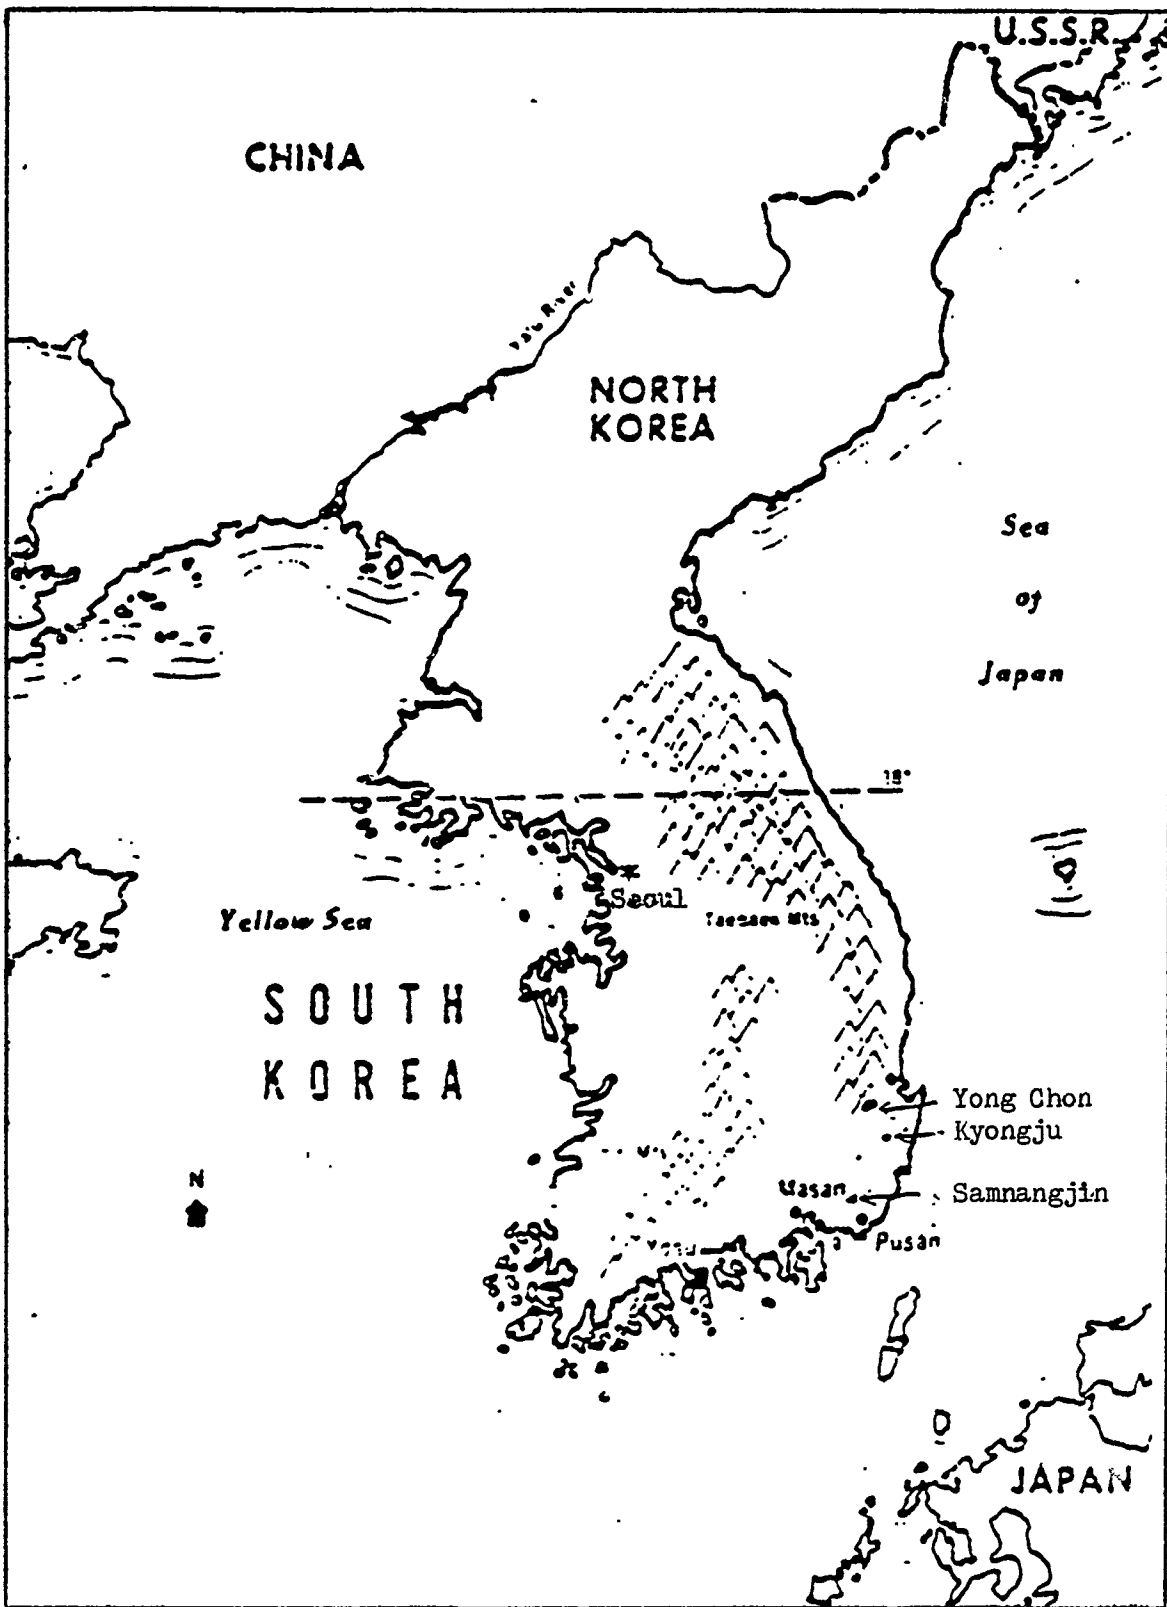 U.S.S.R.
CHINA
NORTH
KOREA
Sea
of
Japan
Seoul
Yellow Sea
SOUTH
KOREA
Yong Chon
Kyongju
N
Masan
Samnangjin
Pusan
JAPAN